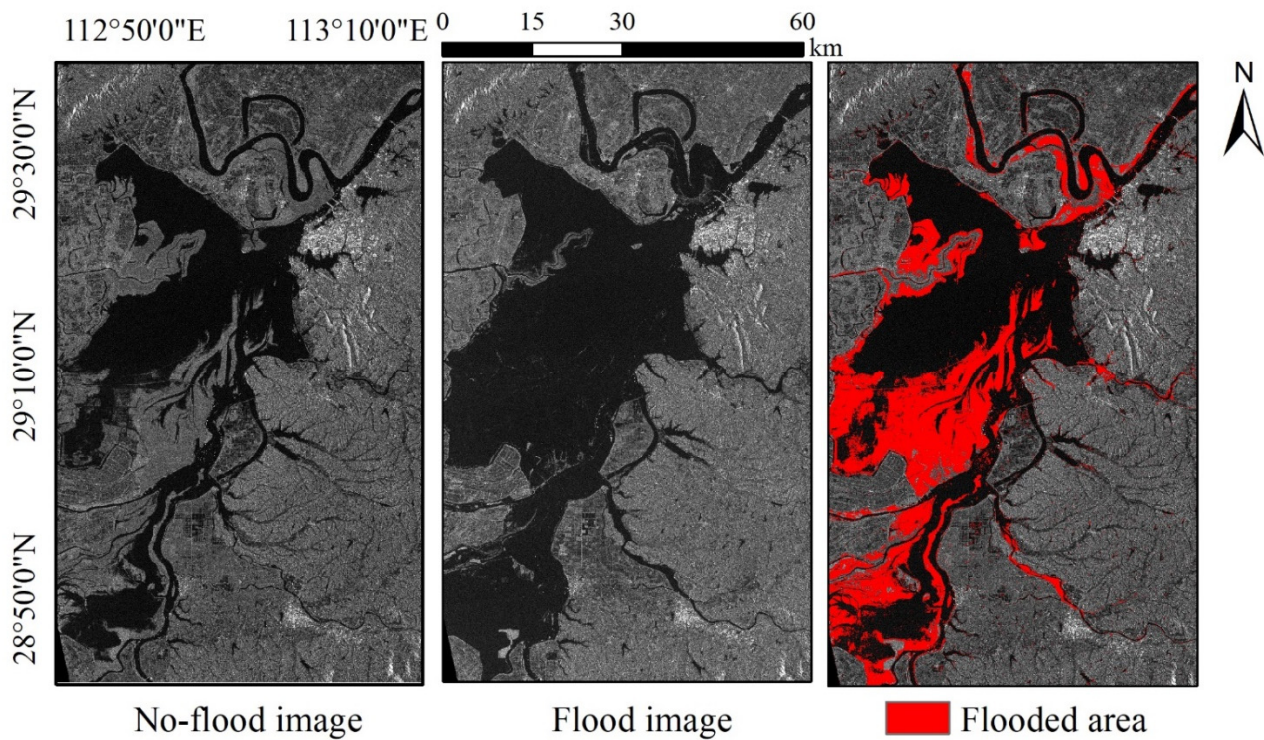 112°50'0"E 113°10'0"E
0 15 30 60
km
N
29°30'0"N
29°10'0"N
28°50'0"N
No-flood image
Flood image
Flooded area